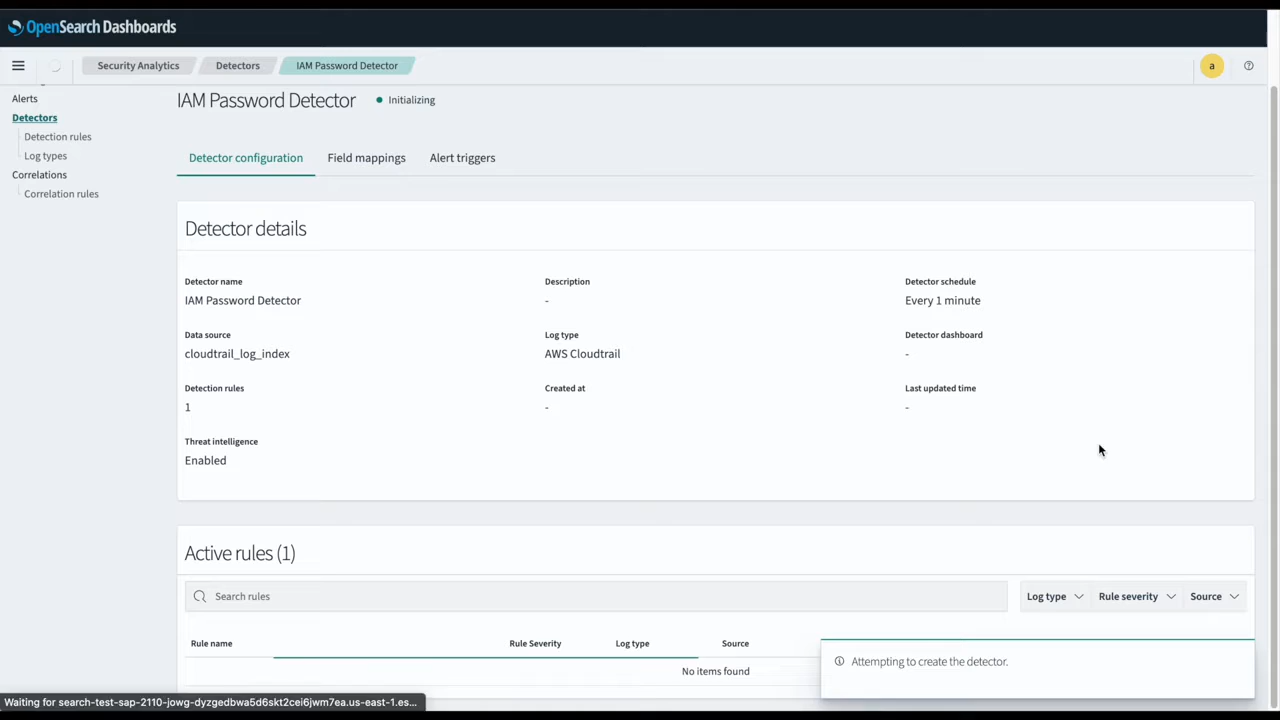 OpenSearch Dashboards
Security Analytics Detectors IAM Password Detector a
Alerts
Detectors
Detection rules
Log types
Correlations
Correlation rules
IAM Password Detector Initializing
Detector configuration Field mappings Alert triggers
Detector details
Detector name Description Detector schedule
IAM Password Detector - Every 1 minute
Data source Log type Detector dashboard
cloudtrail_log_index AWS Cloudtrail -
Detection rules Created at Last updated time
1 - -
Threat intelligence
Enabled
Active rules (1)
Search rules Log type Rule severity Source
Rule name Rule Severity Log type Source
No items found
Attempting to create the detector.
Waiting for search-test-sap-2110-jowg-dyzgedbwa5d6skt2cei6jwm7ea.us-east-1.es...